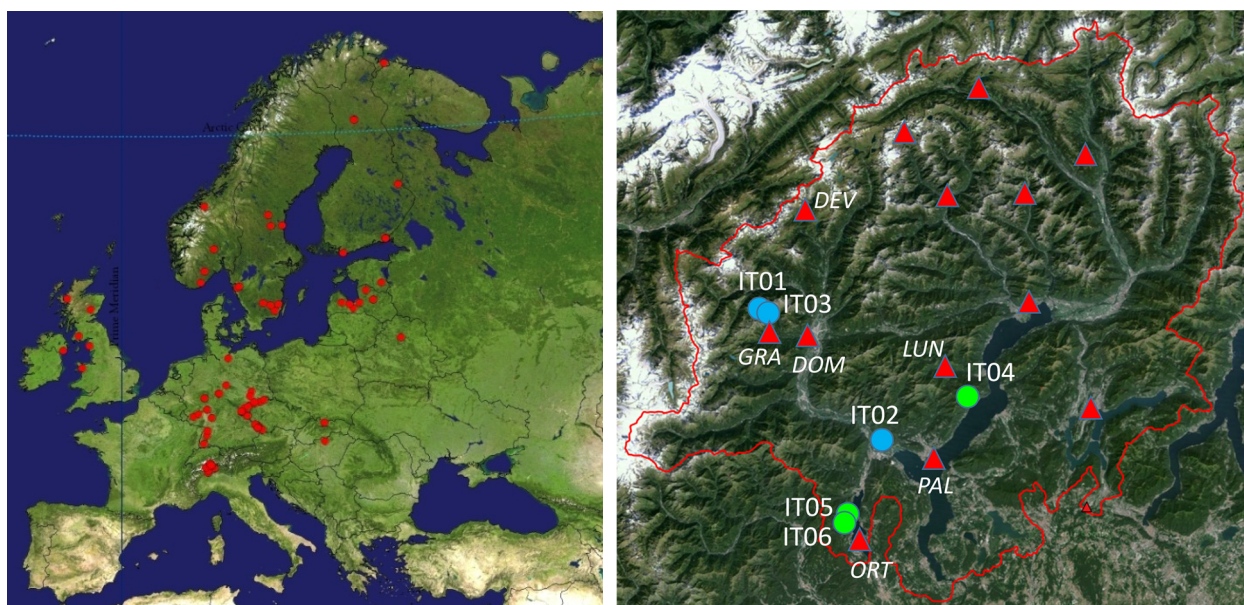 Arctic
Prime Meridian
DEV
IT01
IT03
GRA
DOM
LUN
IT04
IT02
PAL
IT05
IT06
ORT